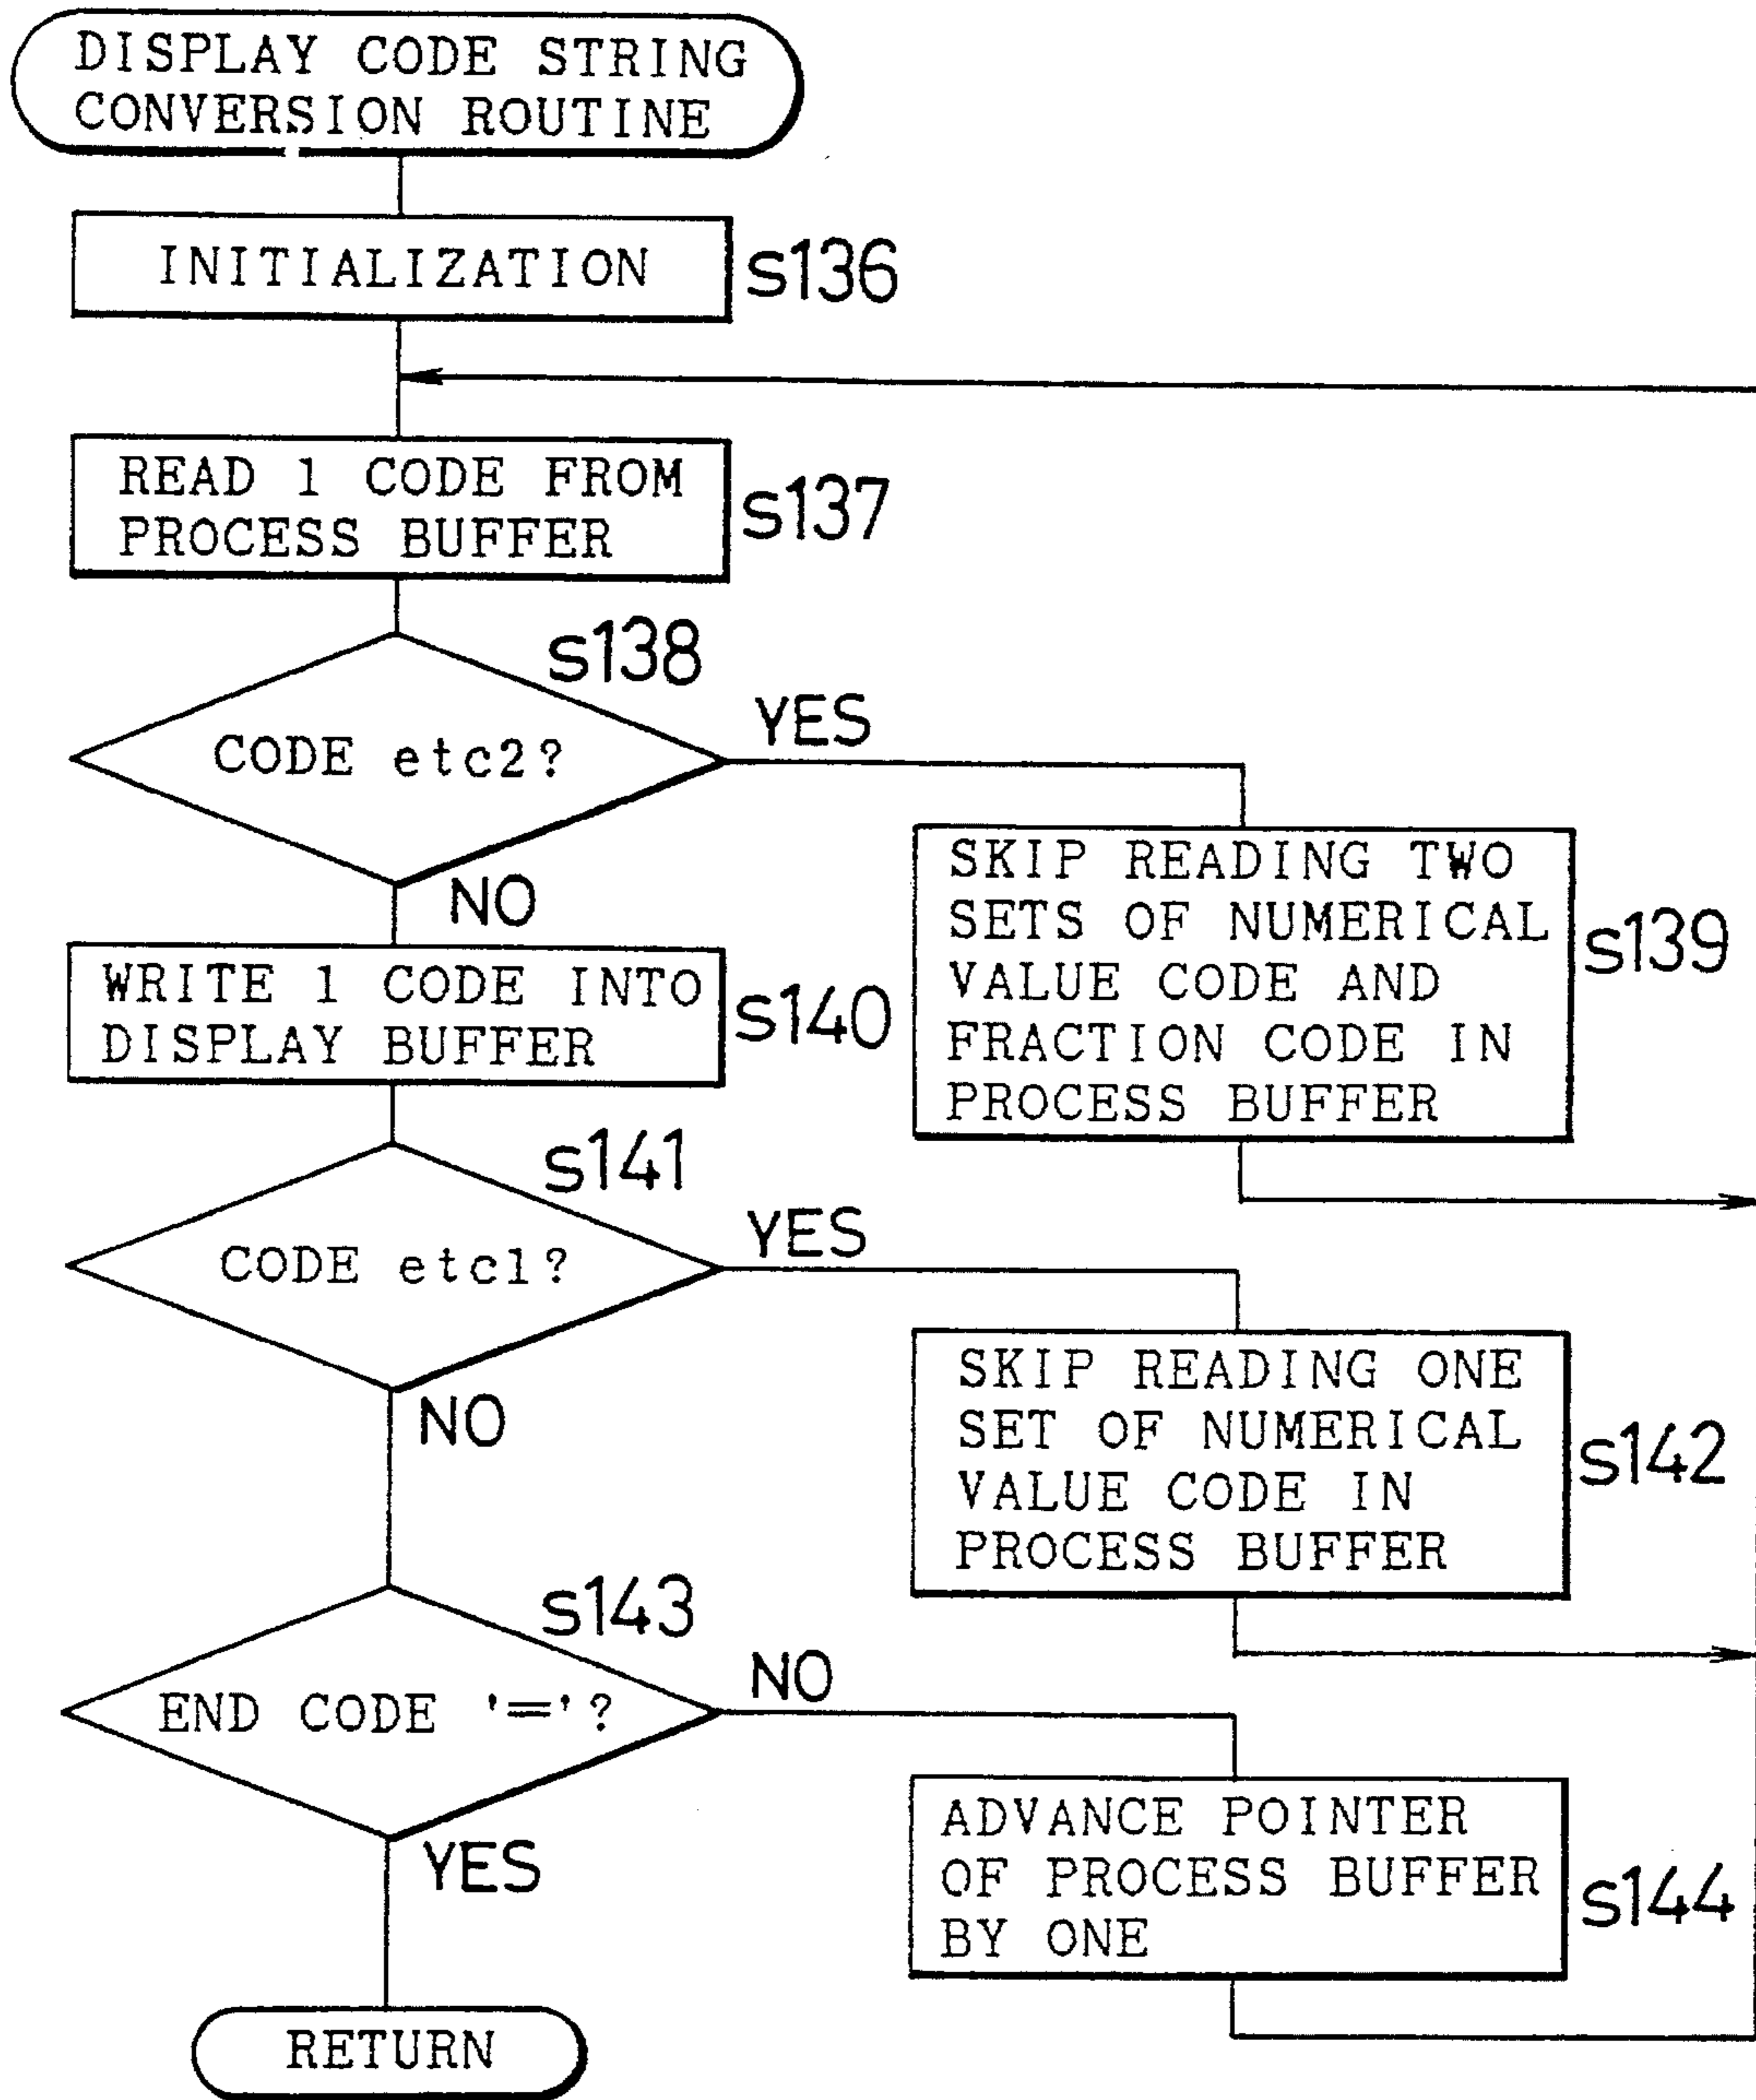 DISPLAY CODE STRING
CONVERSION ROUTINE
INITIALIZATION
s136
READ 1 CODE FROM
PROCESS BUFFER
s137
s138
CODE etc2?
YES
NO
SKIP READING TWO
SETS OF NUMERICAL
VALUE CODE AND
FRACTION CODE IN
PROCESS BUFFER
s139
WRITE 1 CODE INTO
DISPLAY BUFFER
s140
s141
CODE etc1?
YES
NO
SKIP READING ONE
SET OF NUMERICAL
VALUE CODE IN
PROCESS BUFFER
s142
s143
END CODE '='?
NO
YES
ADVANCE POINTER
OF PROCESS BUFFER
BY ONE
s144
RETURN